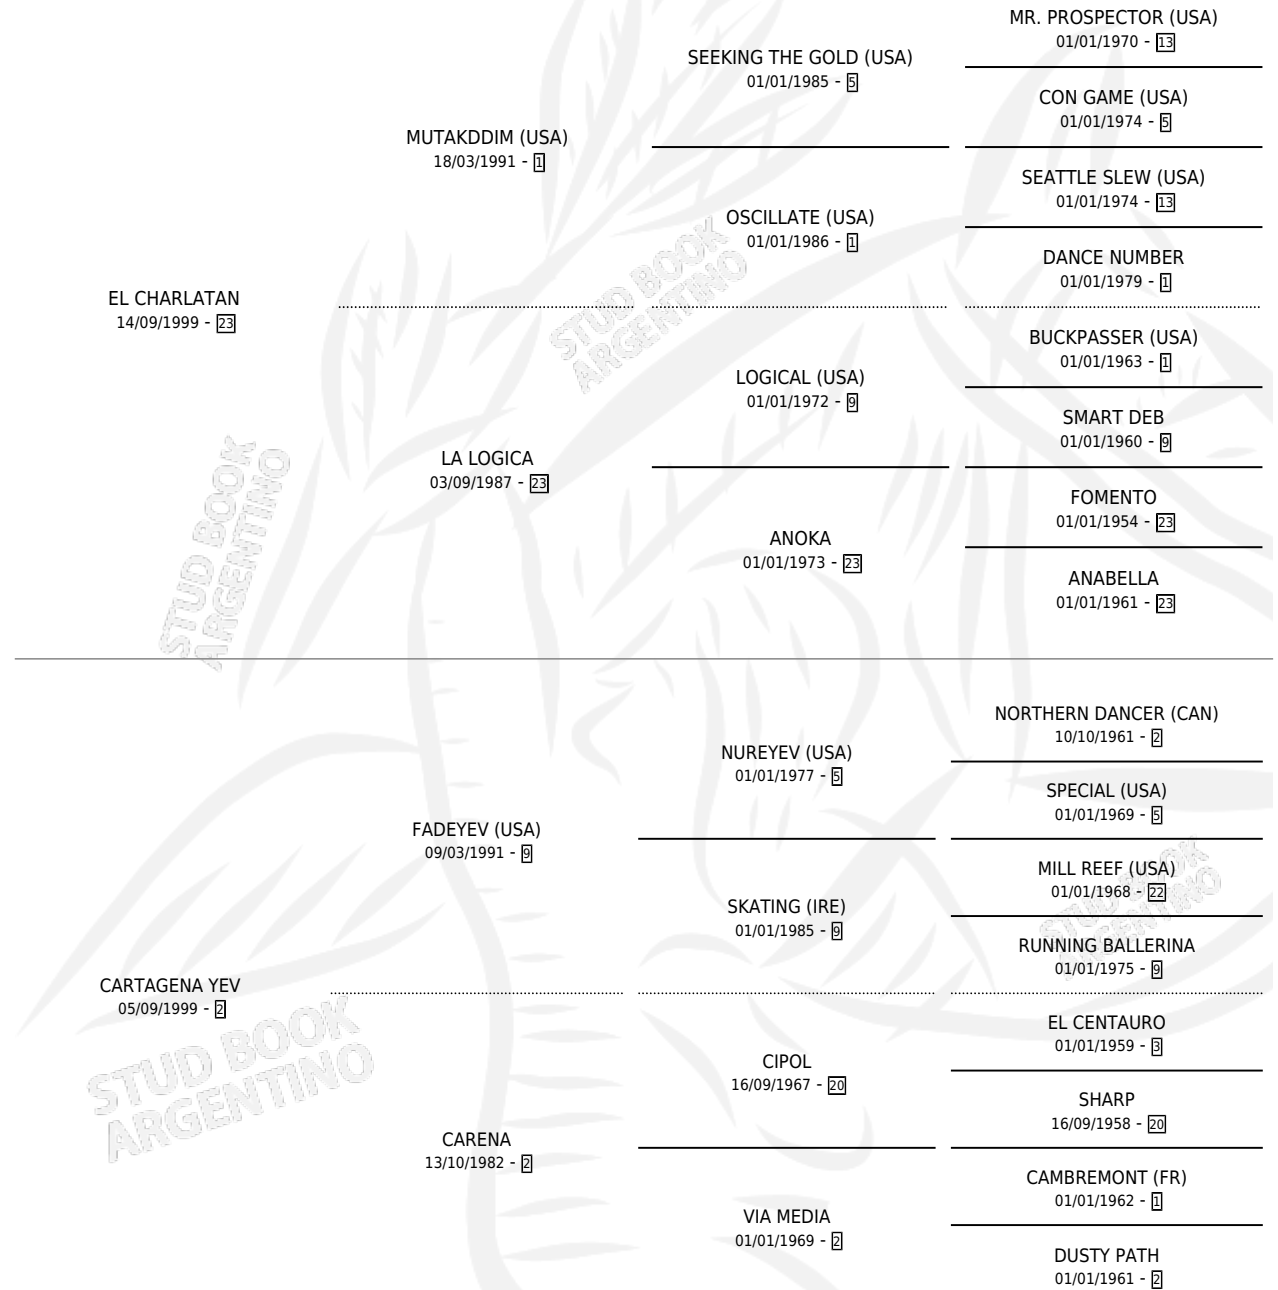 MR. PROSPECTOR (USA)
01/01/1970 - 13
SEEKING THE GOLD (USA)
01/01/1985 - 5
CON GAME (USA)
01/01/1974 - 5
MUTAKDDIM (USA)
18/03/1991 - 1
SEATTLE SLEW (USA)
01/01/1974 - 13
OSCILLATE (USA)
01/01/1986 - 1
DANCE NUMBER
01/01/1979 - 1
EL CHARLATAN
14/09/1999 - 23
BUCKPASSER (USA)
01/01/1963 - 1
LOGICAL (USA)
01/01/1972 - 9
SMART DEB
01/01/1960 - 9
LA LOGICA
03/09/1987 - 23
FOMENTO
01/01/1954 - 23
ANOKA
01/01/1973 - 23
ANABELLA
01/01/1961 - 23
STUD BOOK
ARGENTINO
STUD BOOK
ARGENTINO
NORTHERN DANCER (CAN)
10/10/1961 - 2
NUREYEV (USA)
01/01/1977 - 5
SPECIAL (USA)
01/01/1969 - 5
FADEYEV (USA)
09/03/1991 - 9
MILL REEF (USA)
01/01/1968 - 22
SKATING (IRE)
01/01/1985 - 9
RUNNING BALLERINA
01/01/1975 - 9
CARTAGENA YEV
05/09/1999 - 2
EL CENTAURO
01/01/1959 - 3
CIPOL
16/09/1967 - 20
SHARP
16/09/1958 - 20
CARENA
13/10/1982 - 2
CAMBREMONT (FR)
01/01/1962 - 1
VIA MEDIA
01/01/1969 - 2
DUSTY PATH
01/01/1961 - 2
STUD BOOK
ARGENTINO
STUD BOOK
ARGENTINO